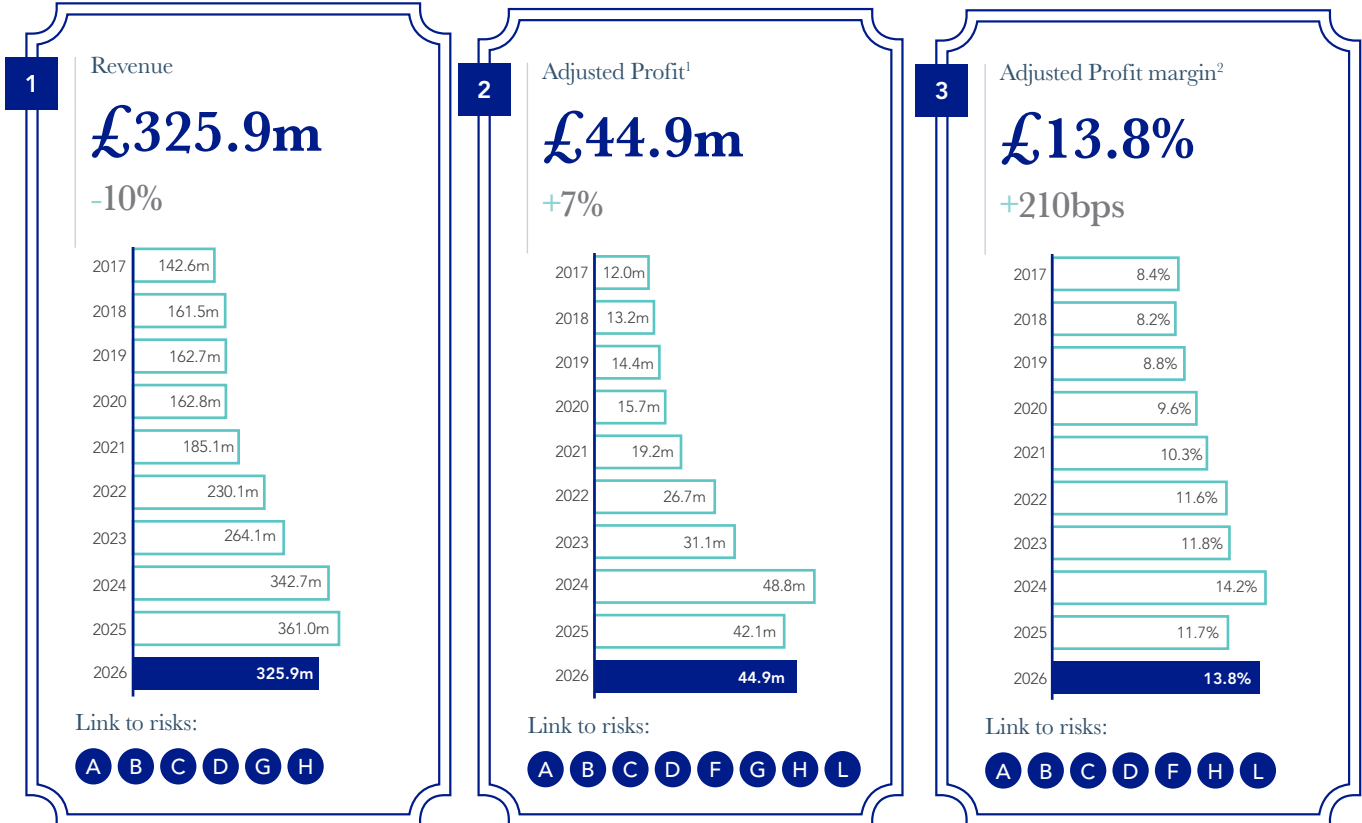 1
Revenue
£325.9m
-10%
2017 142.6m
2018 161.5m
2019 162.7m
2020 162.8m
2021 185.1m
2022 230.1m
2023 264.1m
2024 342.7m
2025 361.0m
2026 325.9m
Link to risks:
A B C D G H
2
Adjusted Profit¹
£44.9m
+7%
2017 12.0m
2018 13.2m
2019 14.4m
2020 15.7m
2021 19.2m
2022 26.7m
2023 31.1m
2024 48.8m
2025 42.1m
2026 44.9m
Link to risks:
A B C D F G H L
3
Adjusted Profit margin²
£13.8%
+210bps
2017 8.4%
2018 8.2%
2019 8.8%
2020 9.6%
2021 10.3%
2022 11.6%
2023 11.8%
2024 14.2%
2025 11.7%
2026 13.8%
Link to risks:
A B C D F H L